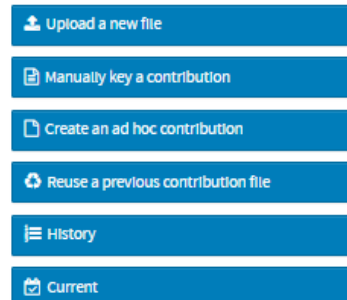 Upload a new file
Manually key a contribution
Create an ad hoc contribution
Reuse a previous contribution file
History
Current